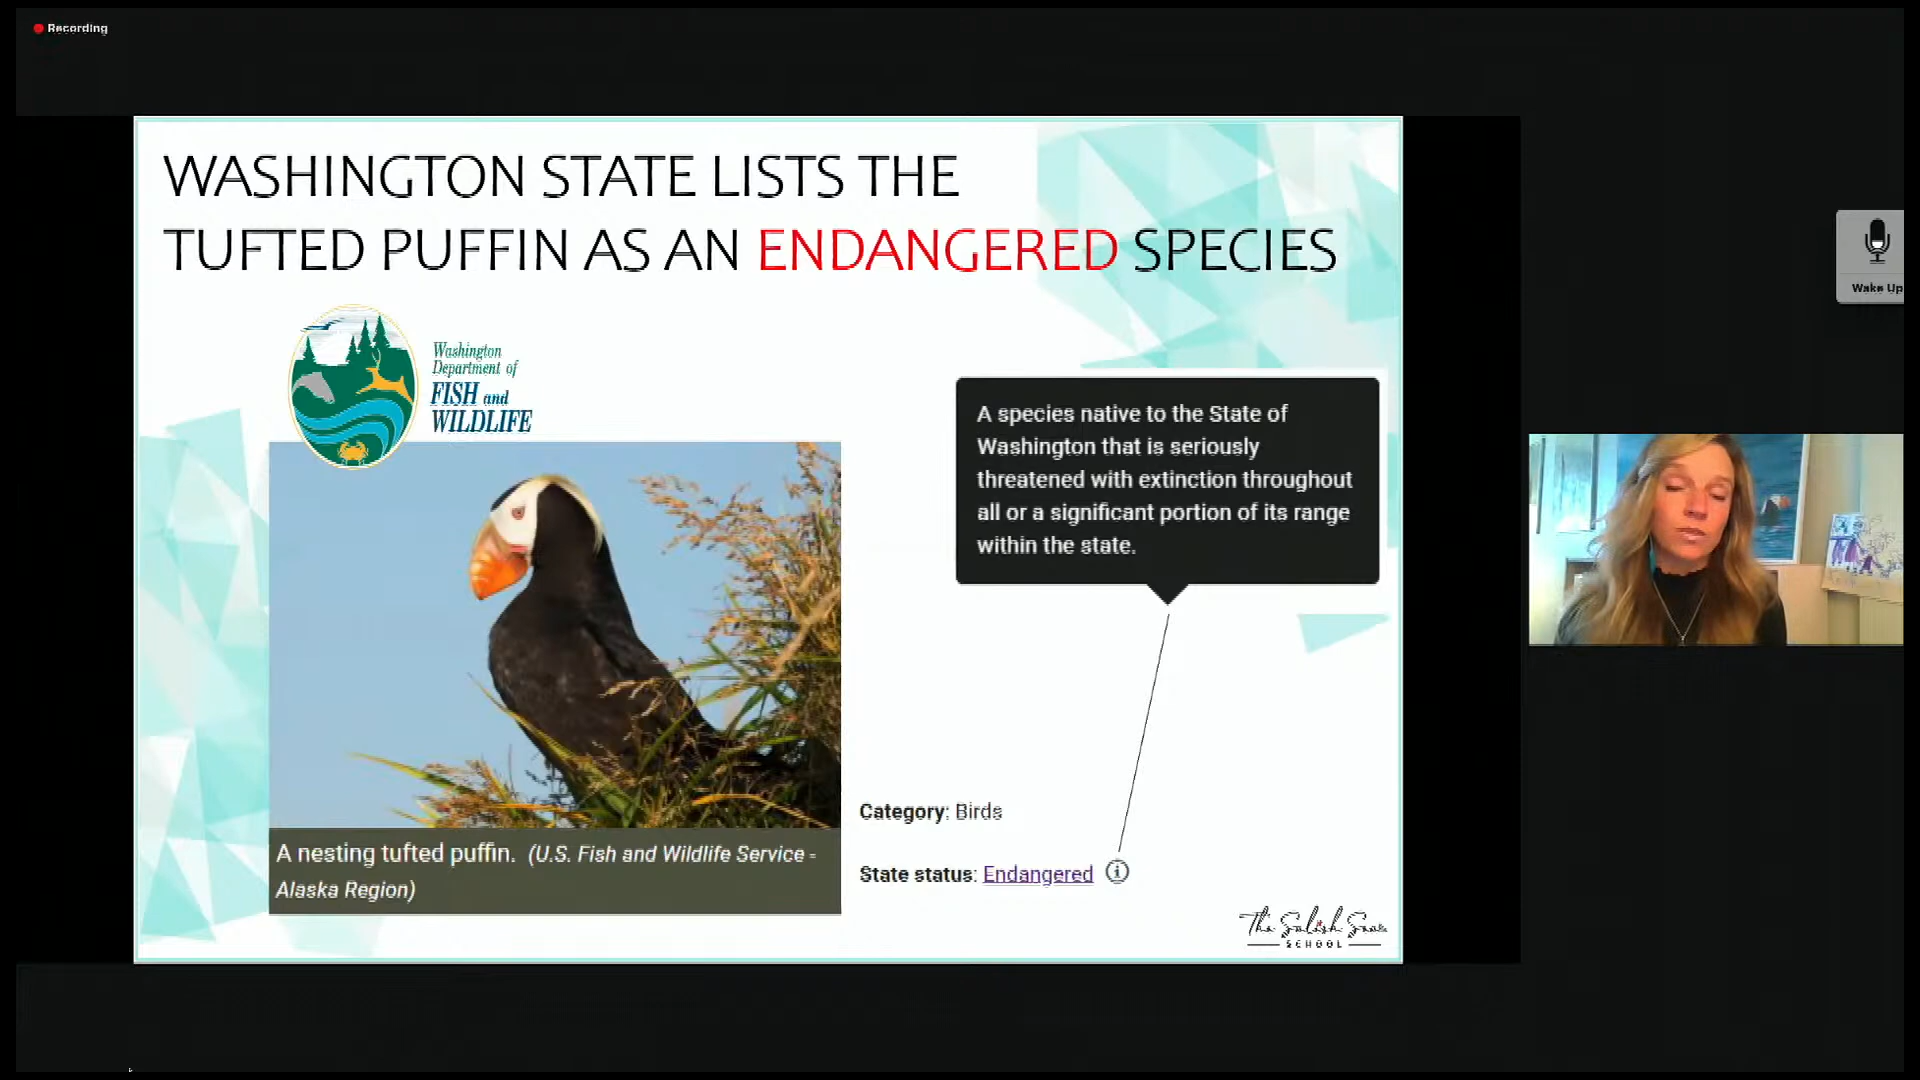 Recording
WASHINGTON STATE LISTS THE
TUFTED PUFFIN AS AN ENDANGERED SPECIES
Washington
Department of
FISH and
WILDLIFE
A species native to the State of
Washington that is seriously
threatened with extinction throughout
all or a significant portion of its range
within the state.
Wake Up
A nesting tufted puffin. (U.S. Fish and Wildlife Service -
Alaska Region)
Category: Birds
State status: Endangered
The Salish Seas
SCHOOL